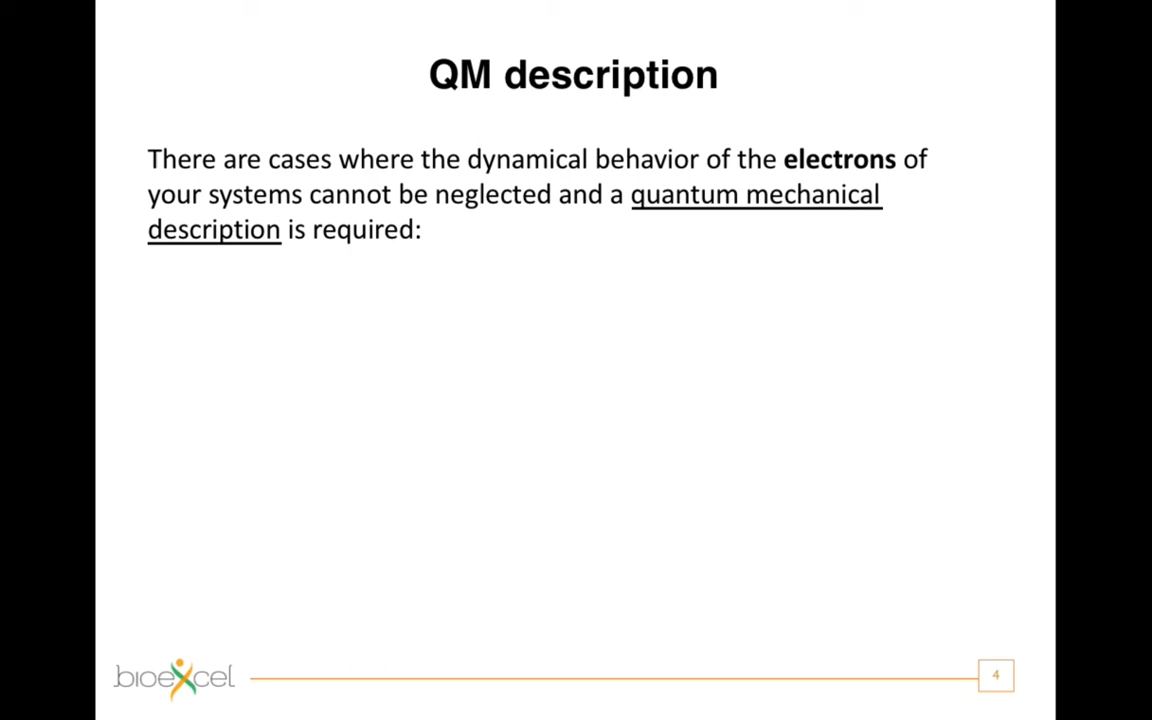 QM description
There are cases where the dynamical behavior of the electrons of
your systems cannot be neglected and a quantum mechanical
description is required:
bioexcel
4